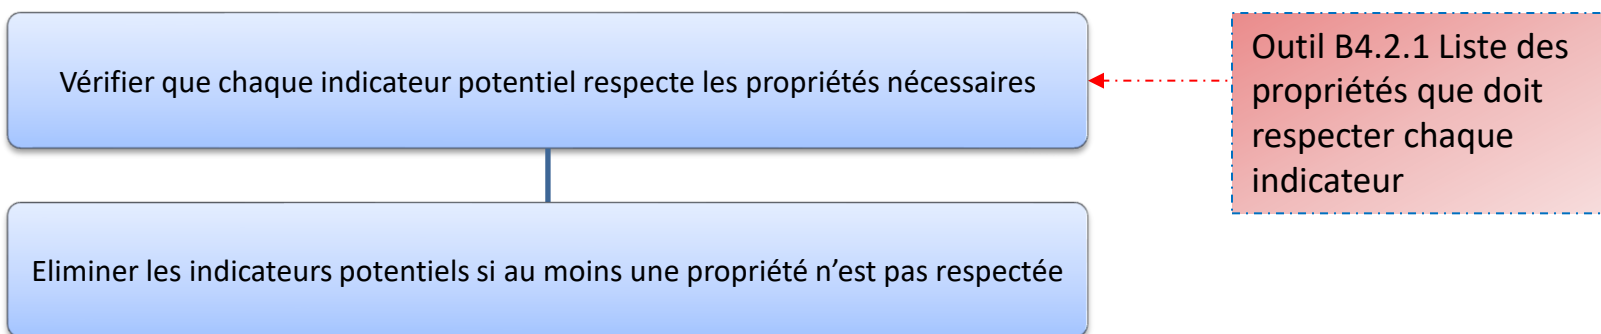 Vérifier que chaque indicateur potentiel respecte les propriétés nécessaires
Outil B4.2.1 Liste des
propriétés que doit
respecter chaque
indicateur
Eliminer les indicateurs potentiels si au moins une propriété n’est pas respectée